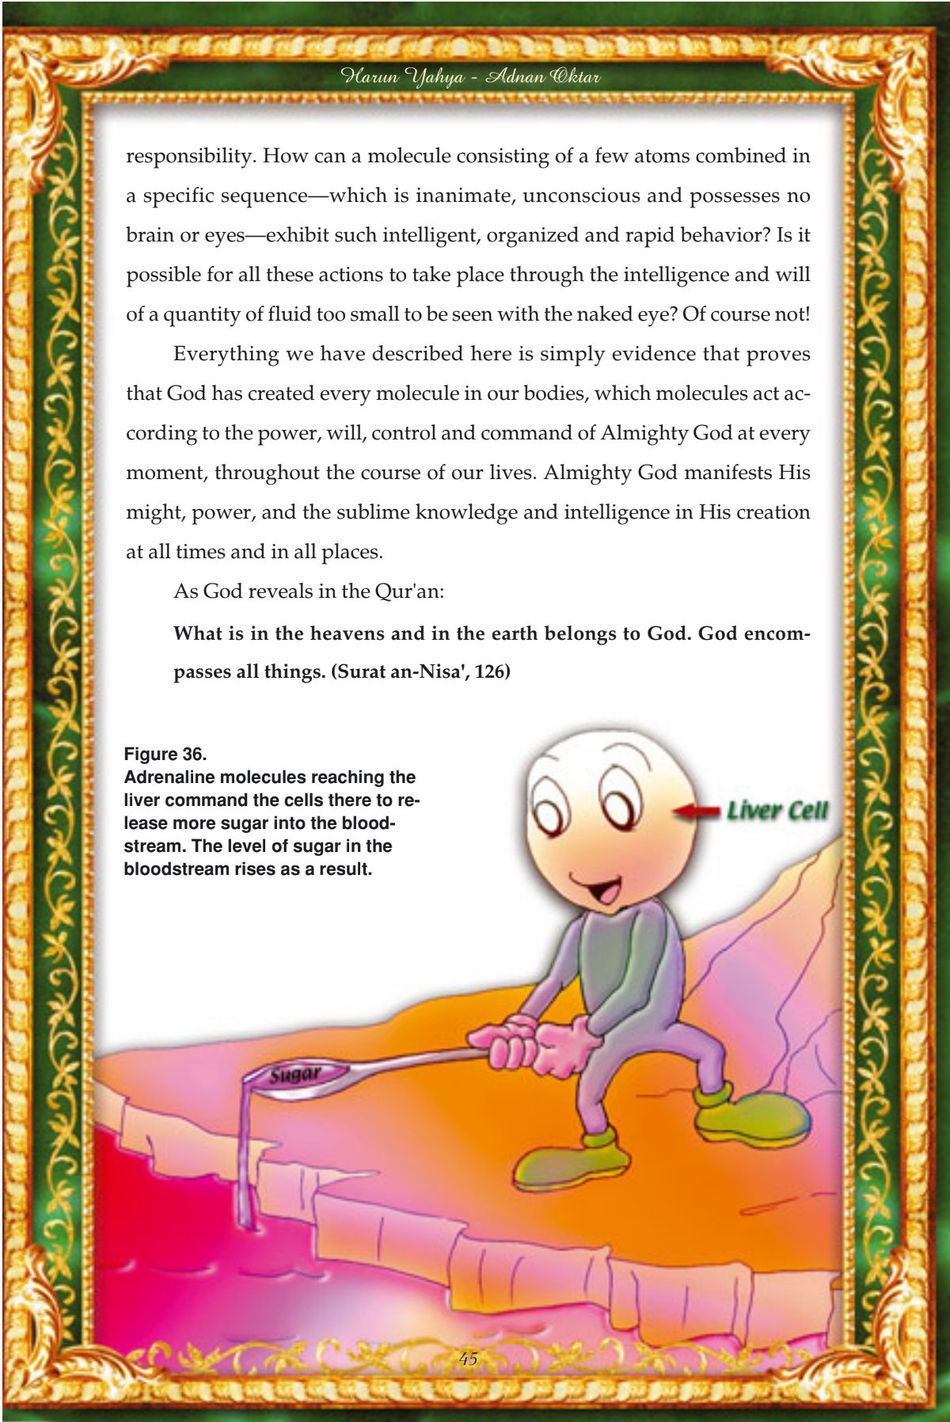 Harun Yahya - Adnan Oktar
responsibility. How can a molecule consisting of a few atoms combined in
a specific sequence—which is inanimate, unconscious and possesses no
brain or eyes—exhibit such intelligent, organized and rapid behavior? Is it
possible for all these actions to take place through the intelligence and will
of a quantity of fluid too small to be seen with the naked eye? Of course not!
Everything we have described here is simply evidence that proves
that God has created every molecule in our bodies, which molecules act ac-
cording to the power, will, control and command of Almighty God at every
moment, throughout the course of our lives. Almighty God manifests His
might, power, and the sublime knowledge and intelligence in His creation
at all times and in all places.
As God reveals in the Qur'an:
What is in the heavens and in the earth belongs to God. God encom-
passes all things. (Surat an-Nisa', 126)
Figure 36.
Adrenaline molecules reaching the
liver command the cells there to re-
lease more sugar into the blood-
stream. The level of sugar in the
bloodstream rises as a result.
Liver Cell
Sugar
45